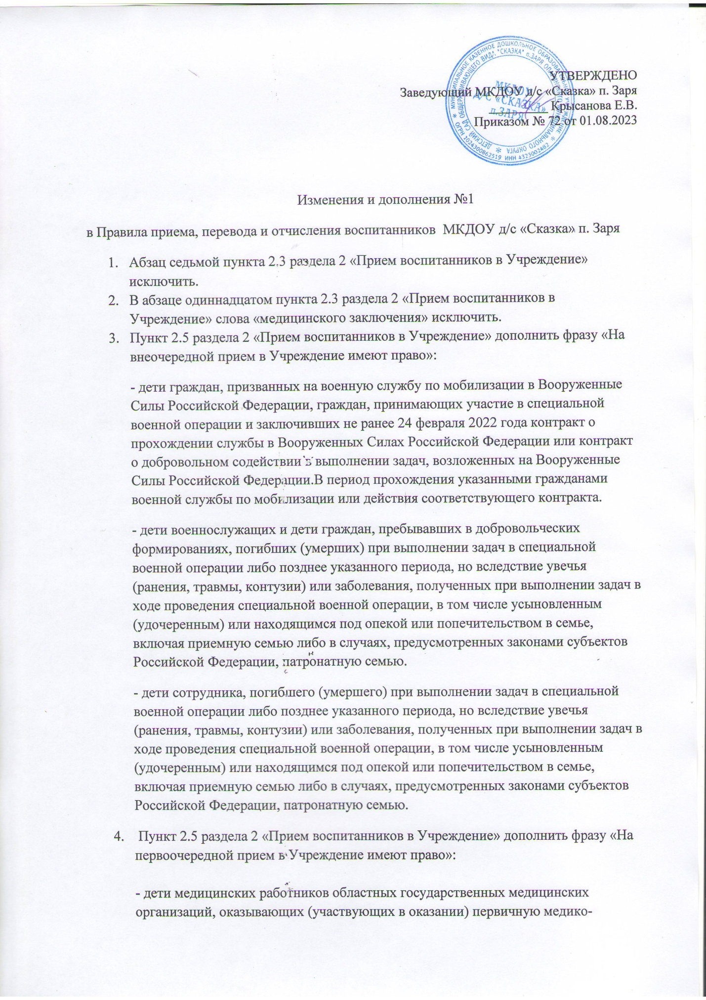 МУНИЦИПАЛЬНОЕ КАЗЕННОЕ ДОШКОЛЬНОЕ ОБРАЗОВАТЕЛЬНОЕ УЧРЕЖДЕНИЕ
ДЕТСКИЙ САД ОБЩЕРАЗВИВАЮЩЕГО ВИДА "СКАЗКА" п.ЗАРЯ ОПАРИНСКОГО МУНИЦИПАЛЬНОГО ОКРУГА
ОГРН 1024300862519 ИНН 4323002482
МКДОУ
Д/С «СКАЗКА»
п.ЗАРЯ
УТВЕРЖДЕНО
Заведующий МКДОУ д/с «Сказка» п. Заря
Крысанова Е.В.
Приказом № 72 от 01.08.2023
Изменения и дополнения №1
в Правила приема, перевода и отчисления воспитанников МКДОУ д/с «Сказка» п. Заря
1. Абзац седьмой пункта 2.3 раздела 2 «Прием воспитанников в Учреждение»
исключить.
2. В абзаце одиннадцатом пункта 2.3 раздела 2 «Прием воспитанников в
Учреждение» слова «медицинского заключения» исключить.
3. Пункт 2.5 раздела 2 «Прием воспитанников в Учреждение» дополнить фразу «На
внеочередной прием в Учреждение имеют право»:
- дети граждан, призванных на военную службу по мобилизации в Вооруженные
Силы Российской Федерации, граждан, принимающих участие в специальной
военной операции и заключивших не ранее 24 февраля 2022 года контракт о
прохождении службы в Вооруженных Силах Российской Федерации или контракт
о добровольном содействии в выполнении задач, возложенных на Вооруженные
Силы Российской Федерации.В период прохождения указанными гражданами
военной службы по мобилизации или действия соответствующего контракта.
- дети военнослужащих и дети граждан, пребывавших в добровольческих
формированиях, погибших (умерших) при выполнении задач в специальной
военной операции либо позднее указанного периода, но вследствие увечья
(ранения, травмы, контузии) или заболевания, полученных при выполнении задач в
ходе проведения специальной военной операции, в том числе усыновленным
(удочеренным) или находящимся под опекой или попечительством в семье,
включая приемную семью либо в случаях, предусмотренных законами субъектов
Российской Федерации, патронатную семью.
- дети сотрудника, погибшего (умершего) при выполнении задач в специальной
военной операции либо позднее указанного периода, но вследствие увечья
(ранения, травмы, контузии) или заболевания, полученных при выполнении задач в
ходе проведения специальной военной операции, в том числе усыновленным
(удочеренным) или находящимся под опекой или попечительством в семье,
включая приемную семью либо в случаях, предусмотренных законами субъектов
Российской Федерации, патронатную семью.
4. Пункт 2.5 раздела 2 «Прием воспитанников в Учреждение» дополнить фразу «На
первоочередной прием в Учреждение имеют право»:
- дети медицинских работников областных государственных медицинских
организаций, оказывающих (участвующих в оказании) первичную медико-